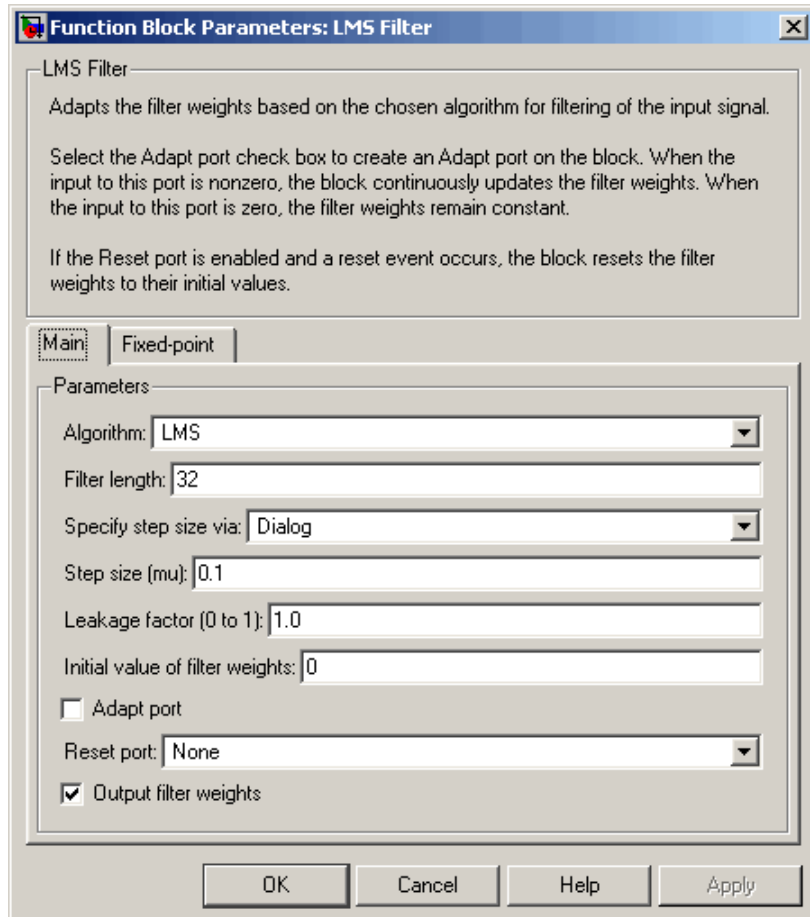 Function Block Parameters: LMS Filter
LMS Filter
Adapts the filter weights based on the chosen algorithm for filtering of the input signal.
Select the Adapt port check box to create an Adapt port on the block. When the
input to this port is nonzero, the block continuously updates the filter weights. When
the input to this port is zero, the filter weights remain constant.
If the Reset port is enabled and a reset event occurs, the block resets the filter
weights to their initial values.
Main Fixed-point
Parameters
Algorithm: LMS
Filter length: 32
Specify step size via: Dialog
Step size (mu): 0.1
Leakage factor (0 to 1): 1.0
Initial value of filter weights: 0
Adapt port
Reset port: None
Output filter weights
OK Cancel Help Apply